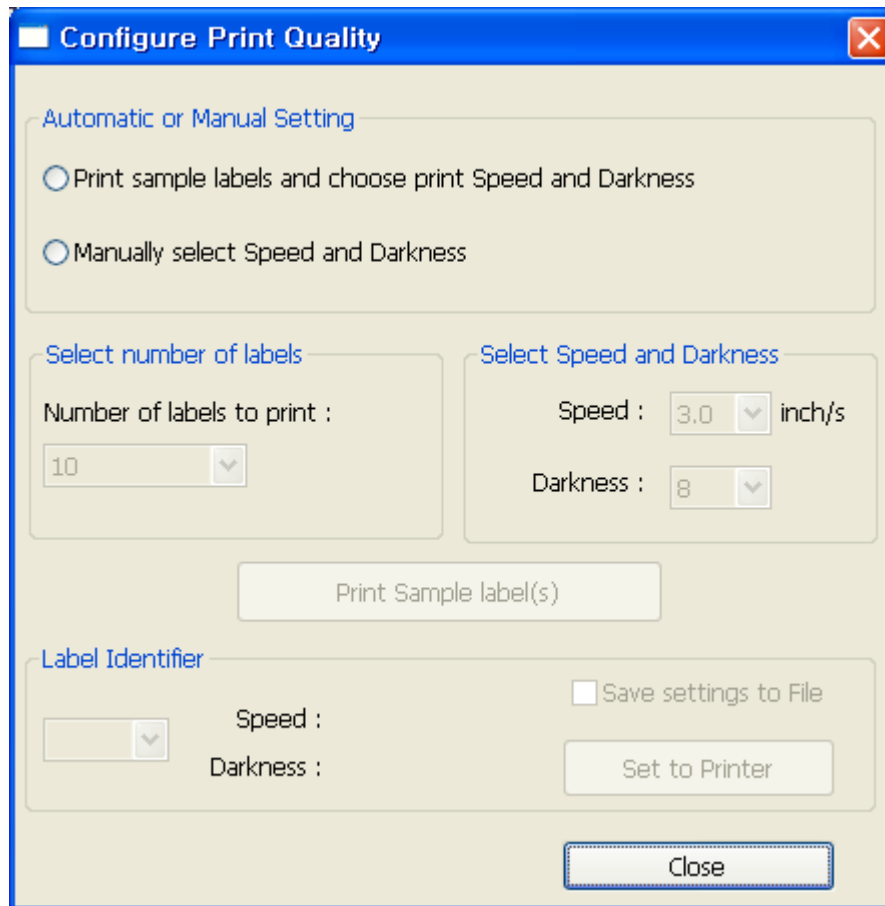 Configure Print Quality
Automatic or Manual Setting
Print sample labels and choose print Speed and Darkness
Manually select Speed and Darkness
Select number of labels
Number of labels to print :
10
Select Speed and Darkness
Speed : 3.0 inch/s
Darkness : 8
Print Sample label(s)
Label Identifier
Speed :
Darkness :
Save settings to File
Set to Printer
Close